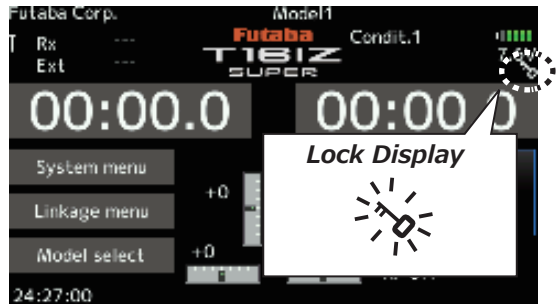 Futaba Corp.
Model1
Rx ---
Ext ---
Futaba
T16IZ
SUPER
Condit.1
00:00.0
00:00.0
Lock Display
System menu
Linkage menu
Model select
+0
+0
24:27:00